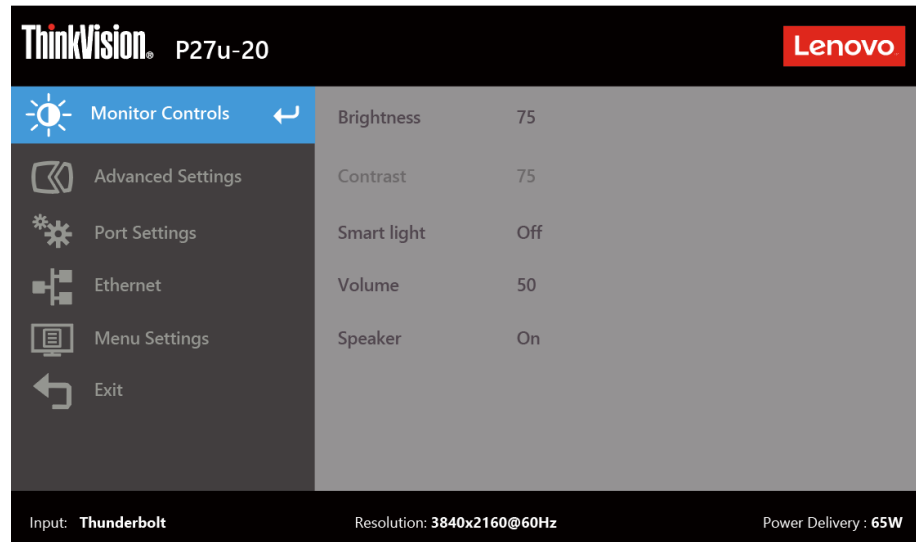 ThinkVision® P27u-20
Lenovo.
Monitor Controls
Brightness 75
Advanced Settings
Contrast 75
Port Settings
Smart light Off
Ethernet
Volume 50
Menu Settings
Speaker On
Exit
Input: Thunderbolt Resolution: 3840x2160@60Hz Power Delivery : 65W